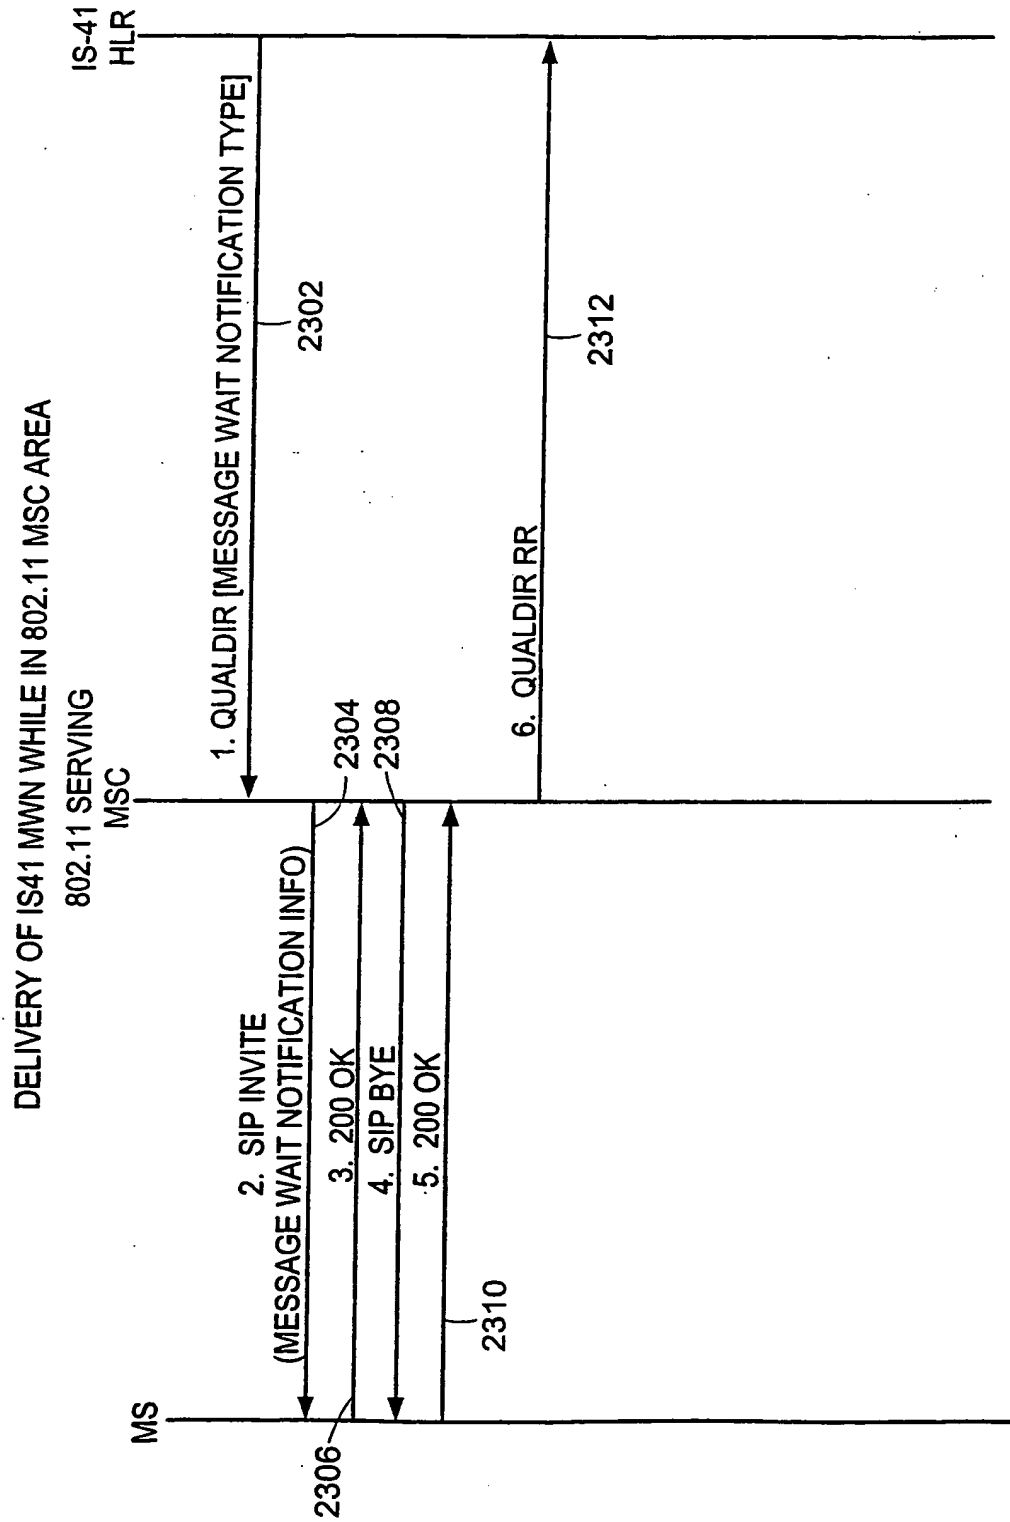 DELIVERY OF IS41 MWN WHILE IN 802.11 MSC AREA
802.11 SERVING
MS
MSC
IS-41
HLR
1. QUALDIR [MESSAGE WAIT NOTIFICATION TYPE]
2302
2. SIP INVITE
(MESSAGE WAIT NOTIFICATION INFO)
2304
3. 200 OK
2306
4. SIP BYE
2308
5. 200 OK
2310
6. QUALDIR RR
2312